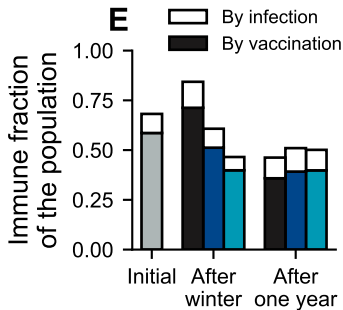 E
By infection
By vaccination
Immune fraction
of the population
1.00
0.75
0.50
0.25
0.00
Initial
After
winter
After
one year